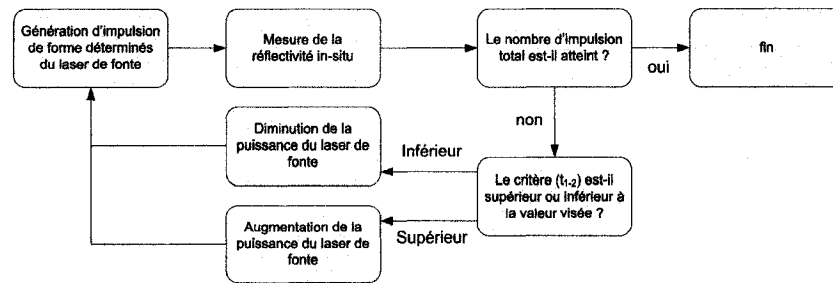 Génération d'impulsion
de forme déterminés
du laser de fonte
Mesure de la
réflectivité in-situ
Le nombre d'impulsion
total est-il atteint ?
oui
fin
non
Diminution de la
puissance du laser de
fonte
Inférieur
Le critère (t1-2) est-il
supérieur ou inférieur à
la valeur visée ?
Augmentation de la
puissance du laser de
fonte
Supérieur